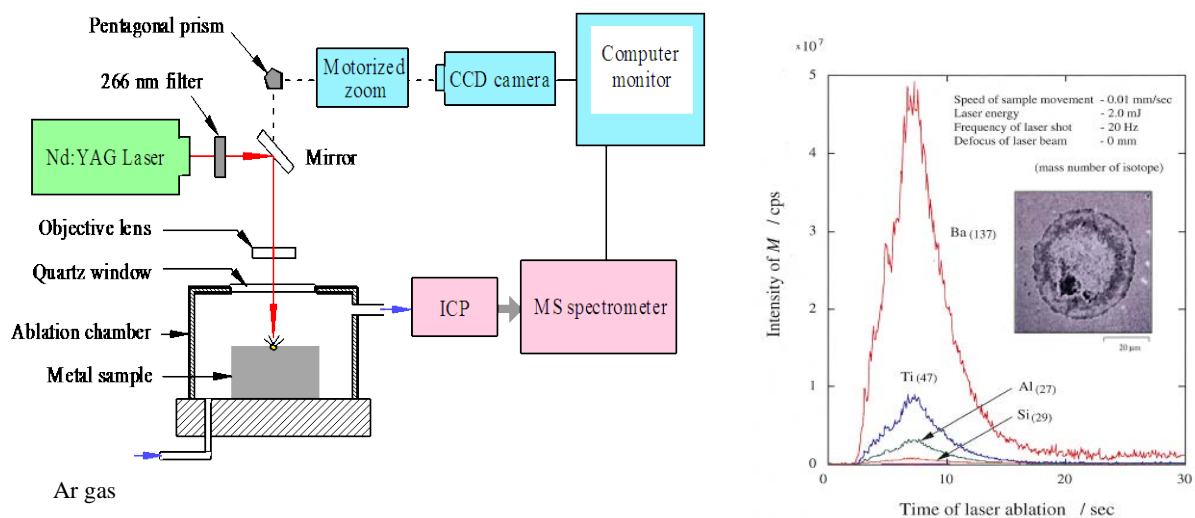 Pentagonal prism
266 nm filter
Motorized
zoom
CCD camera
Computer
monitor
Nd:YAG Laser
Mirror
Objective lens
Quartz window
Ablation chamber
Metal sample
ICP
MS spectrometer
Ar gas
x10⁷
5
4
3
2
1
0
Intensity of M / cps
Speed of sample movement - 0.01 mm/sec
Laser energy - 2.0 mJ
Frequency of laser shot - 20 Hz
Defocus of laser beam - 0 mm
(mass number of isotope)
Ba(137)
20 μm
Ti(47)
Al(27)
Si(29)
0 10 20 30
Time of laser ablation / sec